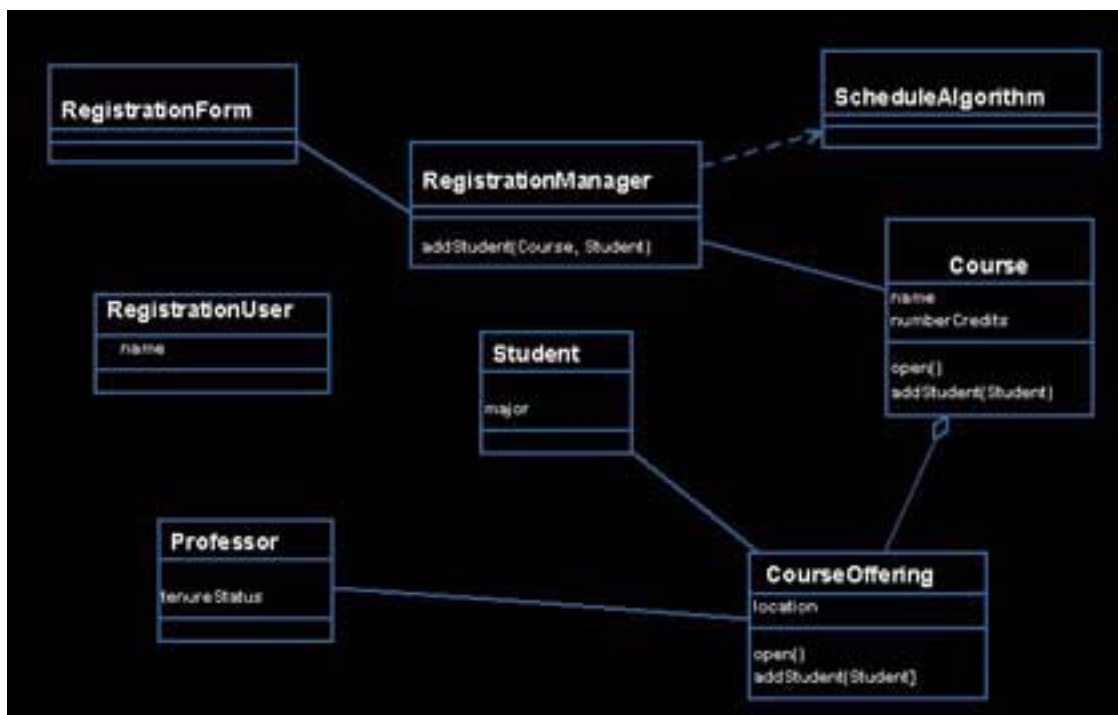 RegistrationForm
ScheduleAlgorithm
RegistrationManager
addStudent(Course, Student)
Course
name
numberCredits
open()
addStudent(Student)
RegistrationUser
name
Student
major
Professor
tenureStatus
CourseOffering
location
open()
addStudent(Student)